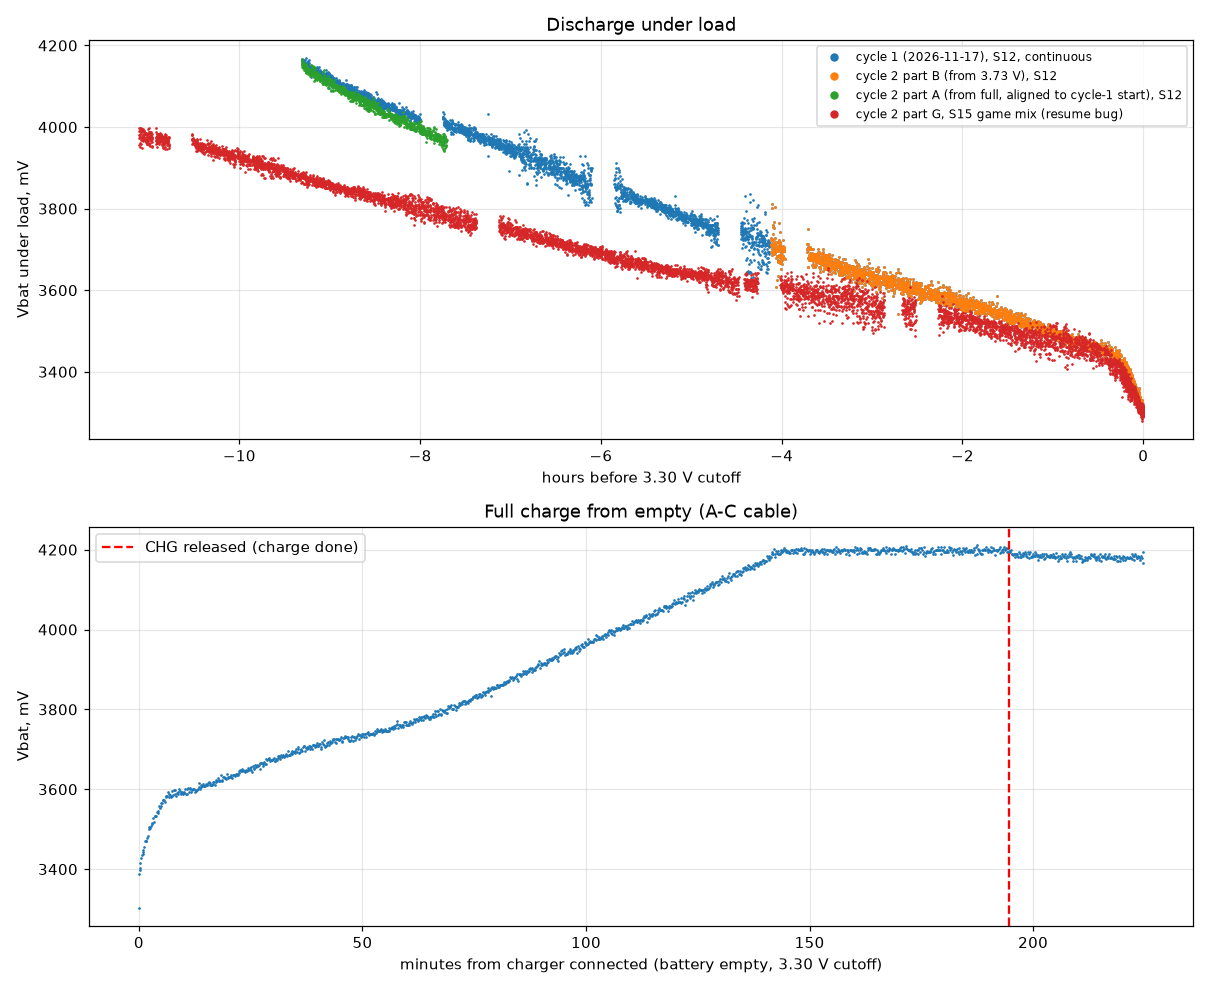 Discharge under load
4200
4000
3800
3600
3400
Vbat under load, mV
cycle 1 (2026-11-17), S12, continuous
cycle 2 part B (from 3.73 V), S12
cycle 2 part A (from full, aligned to cycle-1 start), S12
cycle 2 part G, S15 game mix (resume bug)
−10
−8
−6
−4
−2
0
hours before 3.30 V cutoff
Full charge from empty (A-C cable)
4200
4000
3800
3600
3400
Vbat, mV
CHG released (charge done)
0
50
100
150
200
minutes from charger connected (battery empty, 3.30 V cutoff)